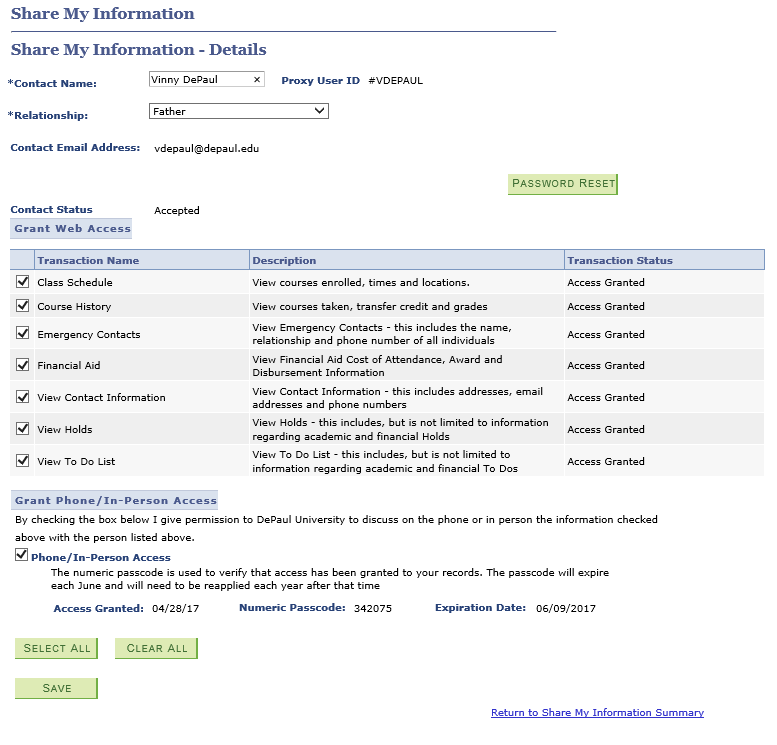 Share My Information
Share My Information - Details
*Contact Name: Vinny DePaul × Proxy User ID #VDEPAUL
*Relationship: Father
Contact Email Address: vdepaul@depaul.edu
PASSWORD RESET
Contact Status Accepted
Grant Web Access
Transaction Name Description Transaction Status
Class Schedule View courses enrolled, times and locations. Access Granted
Course History View courses taken, transfer credit and grades Access Granted
Emergency Contacts View Emergency Contacts - this includes the name, Access Granted
relationship and phone number of all individuals
Financial Aid View Financial Aid Cost of Attendance, Award and Access Granted
Disbursement Information
View Contact Information View Contact Information - this includes addresses, email Access Granted
addresses and phone numbers
View Holds View Holds - this includes, but is not limited to information Access Granted
regarding academic and financial Holds
View To Do List View To Do List - this includes, but is not limited to Access Granted
information regarding academic and financial To Dos
Grant Phone/In-Person Access
By checking the box below I give permission to DePaul University to discuss on the phone or in person the information checked
above with the person listed above.
Phone/In-Person Access
The numeric passcode is used to verify that access has been granted to your records. The passcode will expire
each June and will need to be reapplied each year after that time
Access Granted: 04/28/17 Numeric Passcode: 342075 Expiration Date: 06/09/2017
SELECT ALL CLEAR ALL
SAVE
Return to Share My Information Summary